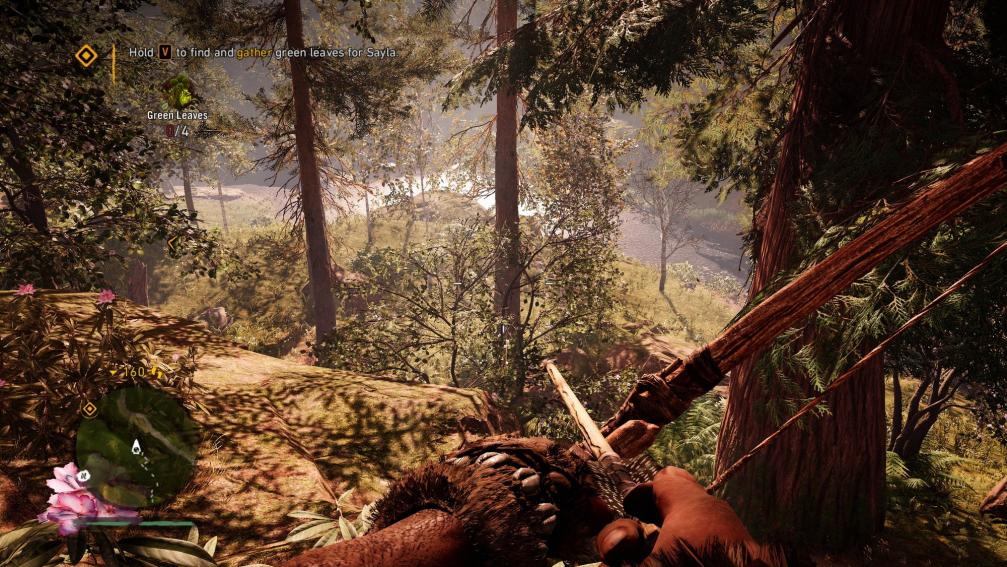 Hold V to find and gather green leaves for Sayla.
Green Leaves
0/4
160